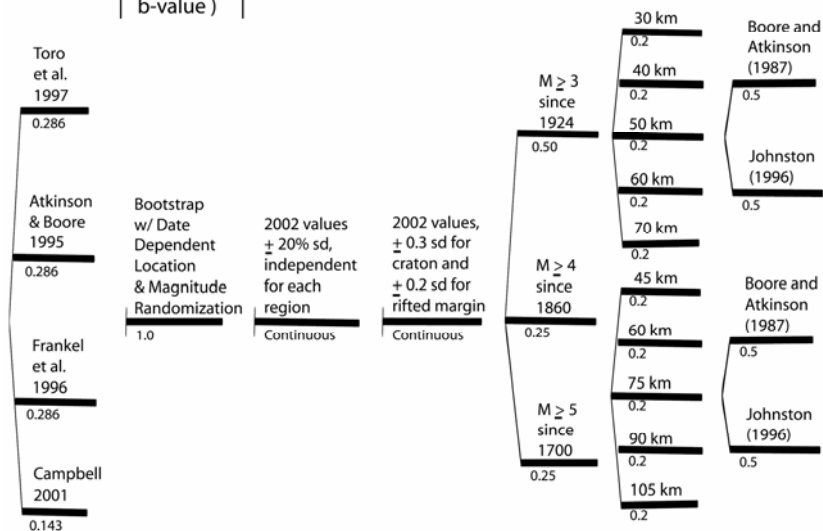 b-value )
Toro
et al.
1997
0.286
Atkinson
& Boore
1995
0.286
Frankel
et al.
1996
0.286
Campbell
2001
0.143
Bootstrap
w/ Date
Dependent
Location
& Magnitude
Randomization
1.0
2002 values
± 20% sd,
independent
for each
region
Continuous
2002 values,
± 0.3 sd for
craton and
± 0.2 sd for
rifted margin
Continuous
M ≥ 3
since
1924
0.50
M ≥ 4
since
1860
0.25
M ≥ 5
since
1700
0.25
30 km
0.2
40 km
0.2
50 km
0.2
60 km
0.2
70 km
0.2
45 km
0.2
60 km
0.2
75 km
0.2
90 km
0.2
105 km
0.2
Boore and
Atkinson
(1987)
0.5
Johnston
(1996)
0.5
Boore and
Atkinson
(1987)
0.5
Johnston
(1996)
0.5